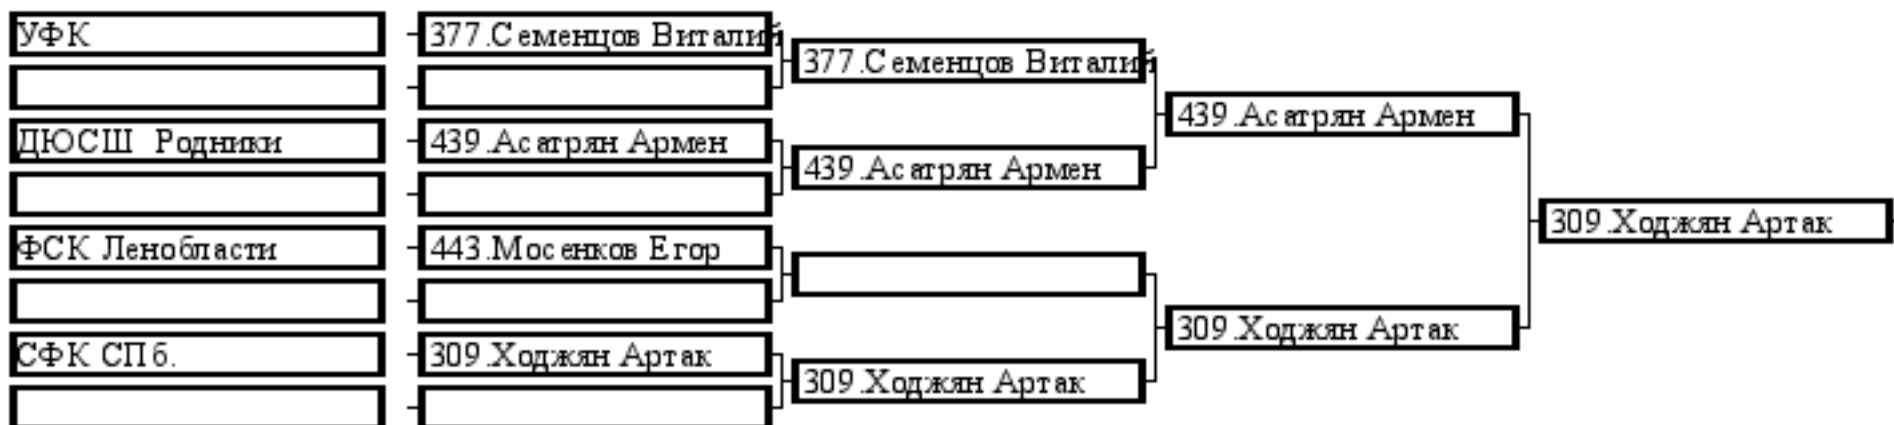 УФК
377.Семенцов Виталий
377.Семенцов Виталий
439.Асатрян Армен
ДЮСШ Родники
439.Асатрян Армен
439.Асатрян Армен
309.Ходжян Артак
ФСК Ленобласти
443.Мосенков Егор
309.Ходжян Артак
СФК СПб.
309.Ходжян Артак
309.Ходжян Артак